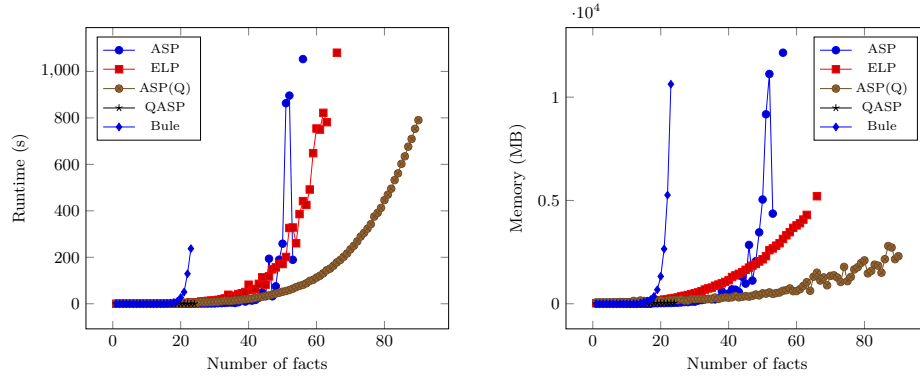 ASP
ELP
ASP(Q)
QASP
Bule
1,000
800
600
400
200
0
0
20
40
60
80
Runtime (s)
Number of facts
·10⁴
ASP
ELP
ASP(Q)
QASP
Bule
1
0.5
0
0
20
40
60
80
Memory (MB)
Number of facts